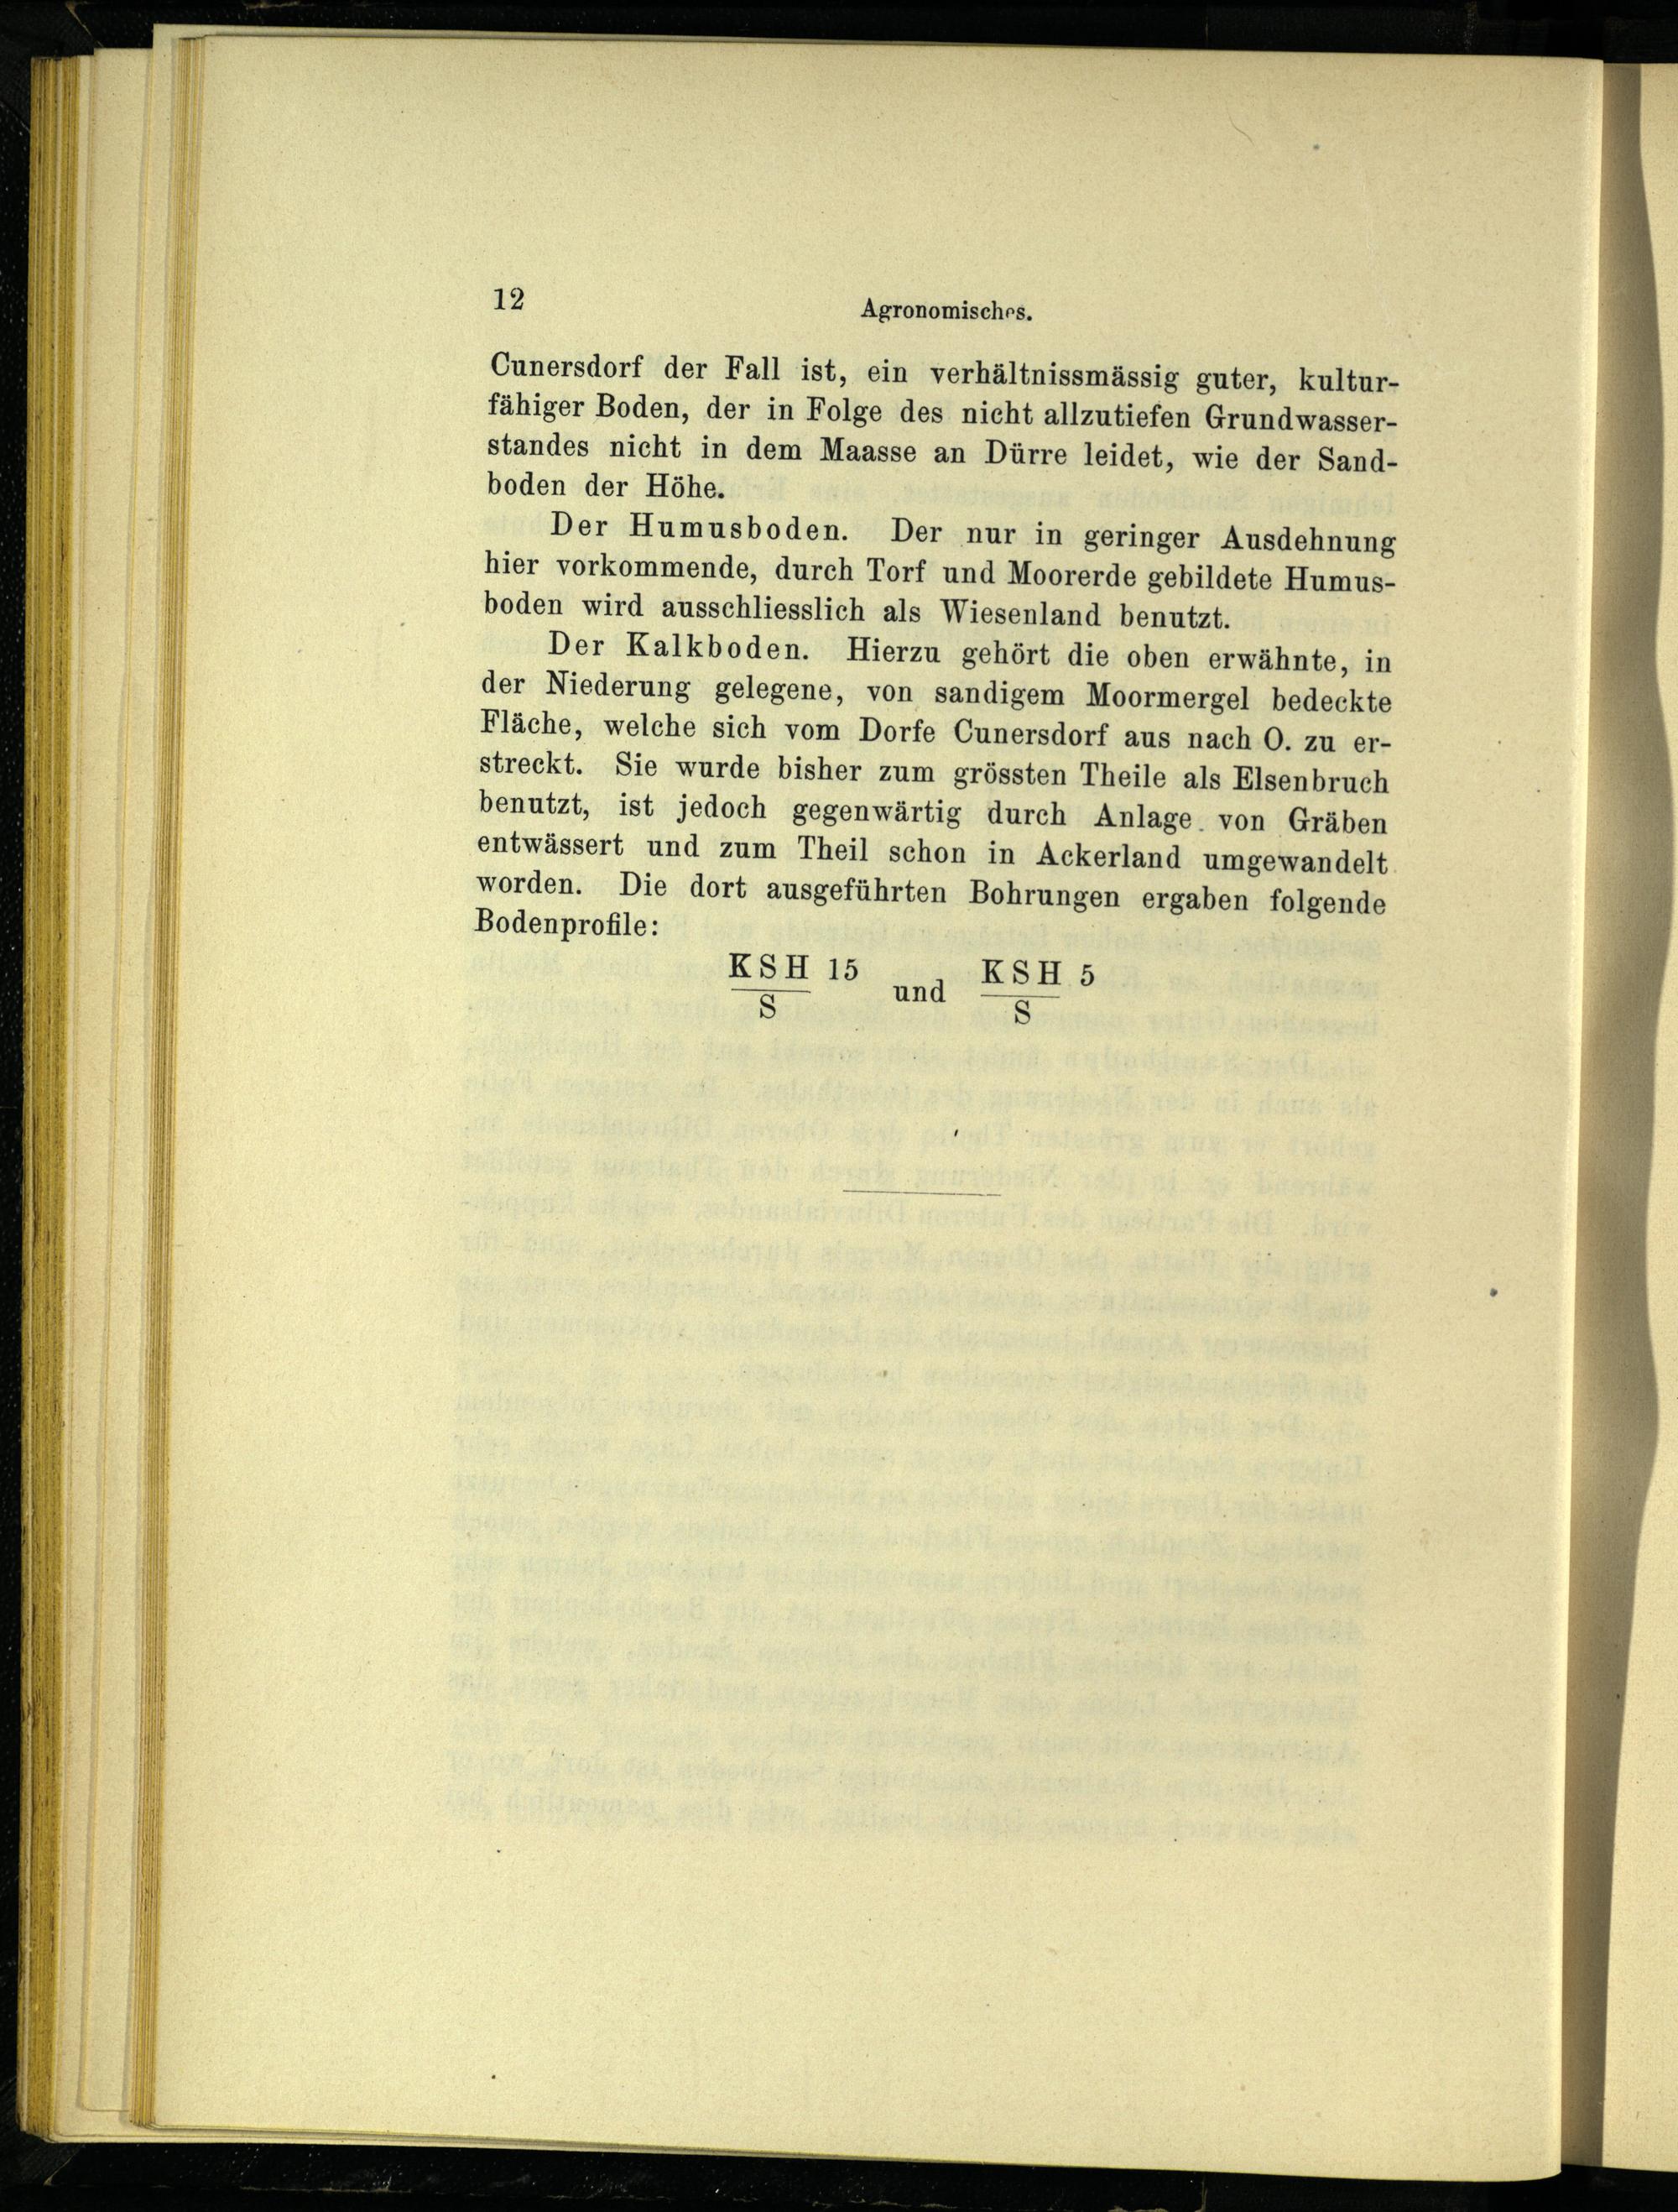 12
Agronomisches.
Cunersdorf der Fall ist, ein verhältnissmässig guter, kultur-
fähiger Boden, der in Folge des nicht allzutiefen Grundwasser-
standes nicht in dem Maasse an Dürre leidet, wie der Sand-
boden der Höhe.
Der Humusboden. Der nur in geringer Ausdehnung
hier vorkommende, durch Torf und Moorerde gebildete Humus-
boden wird ausschliesslich als Wiesenland benutzt.
Der Kalkboden. Hierzu gehört die oben erwähnte, in
der Niederung gelegene, von sandigem Moormergel bedeckte
Fläche, welche sich vom Dorfe Cunersdorf aus nach O. zu er-
streckt. Sie wurde bisher zum grössten Theile als Elsenbruch
benutzt, ist jedoch gegenwärtig durch Anlage von Gräben
entwässert und zum Theil schon in Ackerland umgewandelt
worden. Die dort ausgeführten Bohrungen ergaben folgende
Bodenprofile:
KSH 15 und KSH 5
S S